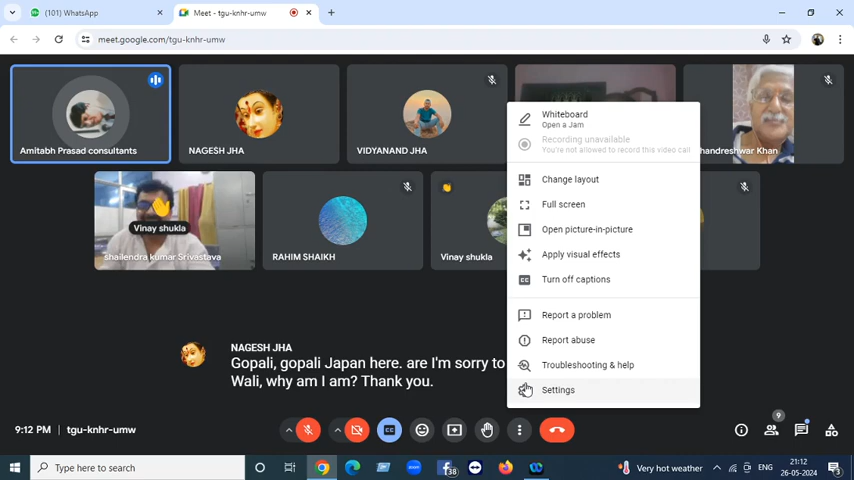 (101) WhatsApp
Meet - tgu-knhr-umw
meet.google.com/tgu-knhr-umw
Whiteboard
Open a Jam
Recording unavailable
You're not allowed to record this video call
Amitabh Prasad consultants
NAGESH JHA
VIDYANAND JHA
handreshwar Khan
Change layout
Full screen
Open picture-in-picture
Apply visual effects
Turn off captions
Vinay shukla
shailendra kumar Srivastava
RAHIM SHAIKH
Vinay shukla
Report a problem
Report abuse
Troubleshooting & help
Settings
NAGESH JHA
Gopali, gopali Japan here. are I'm sorry to
Wali, why am I am? Thank you.
9:12 PM
tgu-knhr-umw
9
Type here to search
38
Very hot weather
ENG
21:12
26-05-2024
3